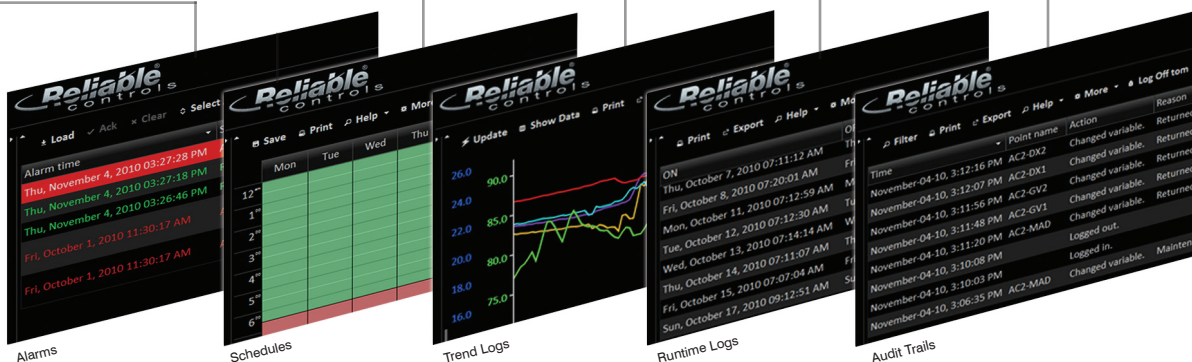 Reliable
Controls
Load Ack Clear Select
Alarm time
Thu, November 4, 2010 03:27:28 PM
Thu, November 4, 2010 03:27:18 PM
Thu, November 4, 2010 03:26:46 PM
Fri, October 1, 2010 11:30:17 AM
Fri, October 1, 2010 11:30:17 AM
Alarms
Reliable
Controls
Save Print Help More
Mon Tue Wed Thu
12
1
2
3
4
5
6
Schedules
Reliable
Controls
Update Show Data Print
26.0 90.0
24.0
22.0 85.0
20.0 80.0
18.0
16.0 75.0
Trend Logs
Reliable
Controls
Print Export Help
ON
Thu, October 7, 2010 07:11:12 AM
Fri, October 8, 2010 07:20:01 AM
Mon, October 11, 2010 07:12:59 AM
Tue, October 12, 2010 07:12:30 AM
Wed, October 13, 2010 07:14:14 AM
Thu, October 14, 2010 07:11:07 AM
Fri, October 15, 2010 07:07:04 AM
Sun, October 17, 2010 09:12:51 AM
Runtime Logs
Reliable
Controls
Filter Print Export Help More Log Off tom
Time Point name Action Reason
November-04-10, 3:12:16 PM AC2-DX2 Changed variable.
November-04-10, 3:12:07 PM AC2-DX1 Changed variable.
November-04-10, 3:11:56 PM AC2-GV2 Changed variable.
November-04-10, 3:11:48 PM AC2-GV1 Changed variable.
November-04-10, 3:11:20 PM AC2-MAD
November-04-10, 3:10:08 PM Logged out.
November-04-10, 3:10:03 PM Logged in.
November-04-10, 3:06:35 PM AC2-MAD Changed variable.
Audit Trails